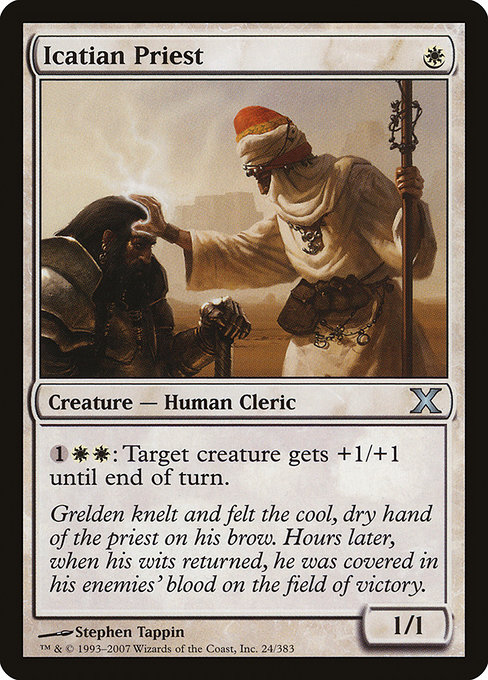 Icatian Priest
Creature — Human Cleric
X
1 : Target creature gets +1/+1
until end of turn.
Grelden knelt and felt the cool, dry hand
of the priest on his brow. Hours later,
when his wits returned, he was covered in
his enemies' blood on the field of victory.
1/1
Stephen Tappin
™ & © 1993–2007 Wizards of the Coast, Inc. 24/383